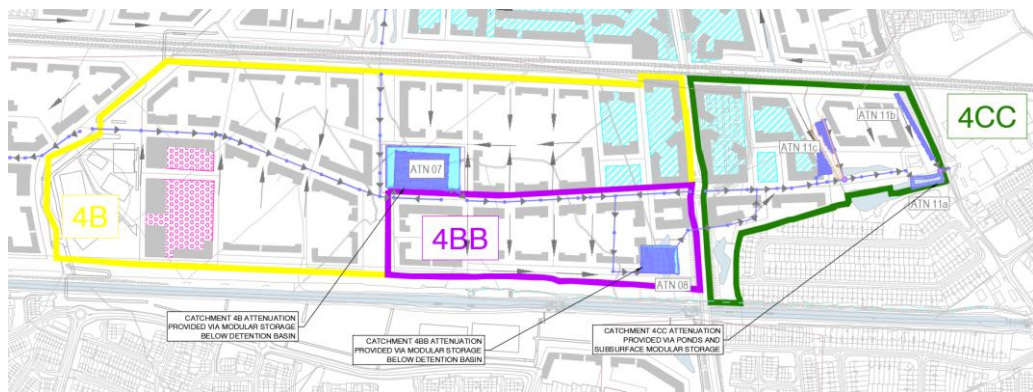 4CC
ATN 11b
ATN 11c
ATN 07
ATN 11a
4B
4BB
ATN 08
CATCHMENT 4B ATTENUATION
PROVIDED VIA MODULAR STORAGE
BELOW DETENTION BASIN
CATCHMENT 4BB ATTENUATION
PROVIDED VIA MODULAR STORAGE
BELOW DETENTION BASIN
CATCHMENT 4CC ATTENUATION
PROVIDED VIA PONDS AND
SUBSURFACE MODULAR STORAGE